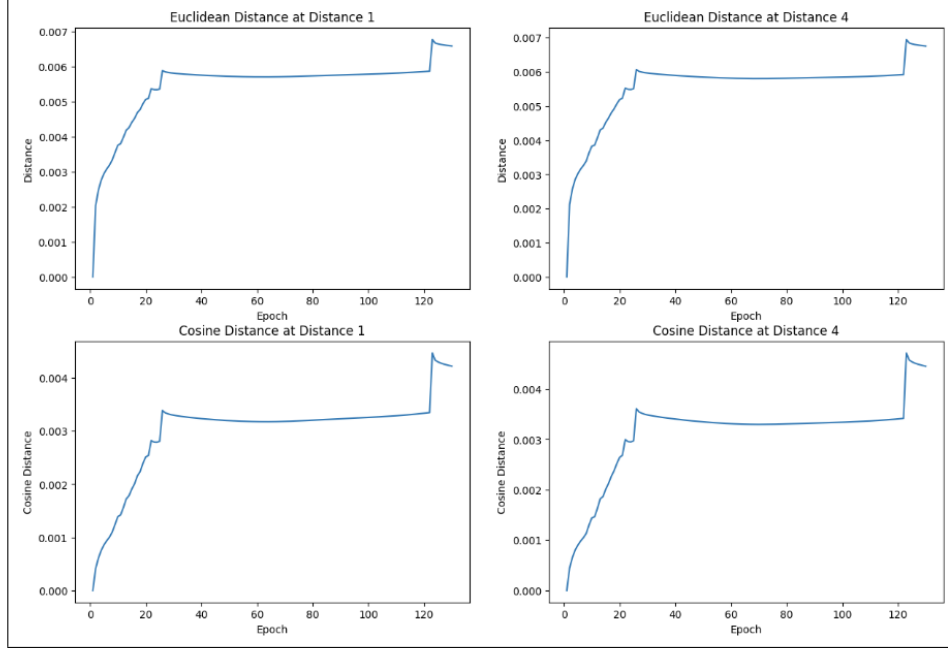 Euclidean Distance at Distance 1
0.007
0.006
0.005
0.004
0.003
0.002
0.001
0.000
Distance
0 20 40 60 80 100 120
Epoch
Euclidean Distance at Distance 4
0.007
0.006
0.005
0.004
0.003
0.002
0.001
0.000
Distance
0 20 40 60 80 100 120
Epoch
Cosine Distance at Distance 1
0.004
0.003
0.002
0.001
0.000
Cosine Distance
0 20 40 60 80 100 120
Epoch
Cosine Distance at Distance 4
0.004
0.003
0.002
0.001
0.000
Cosine Distance
0 20 40 60 80 100 120
Epoch